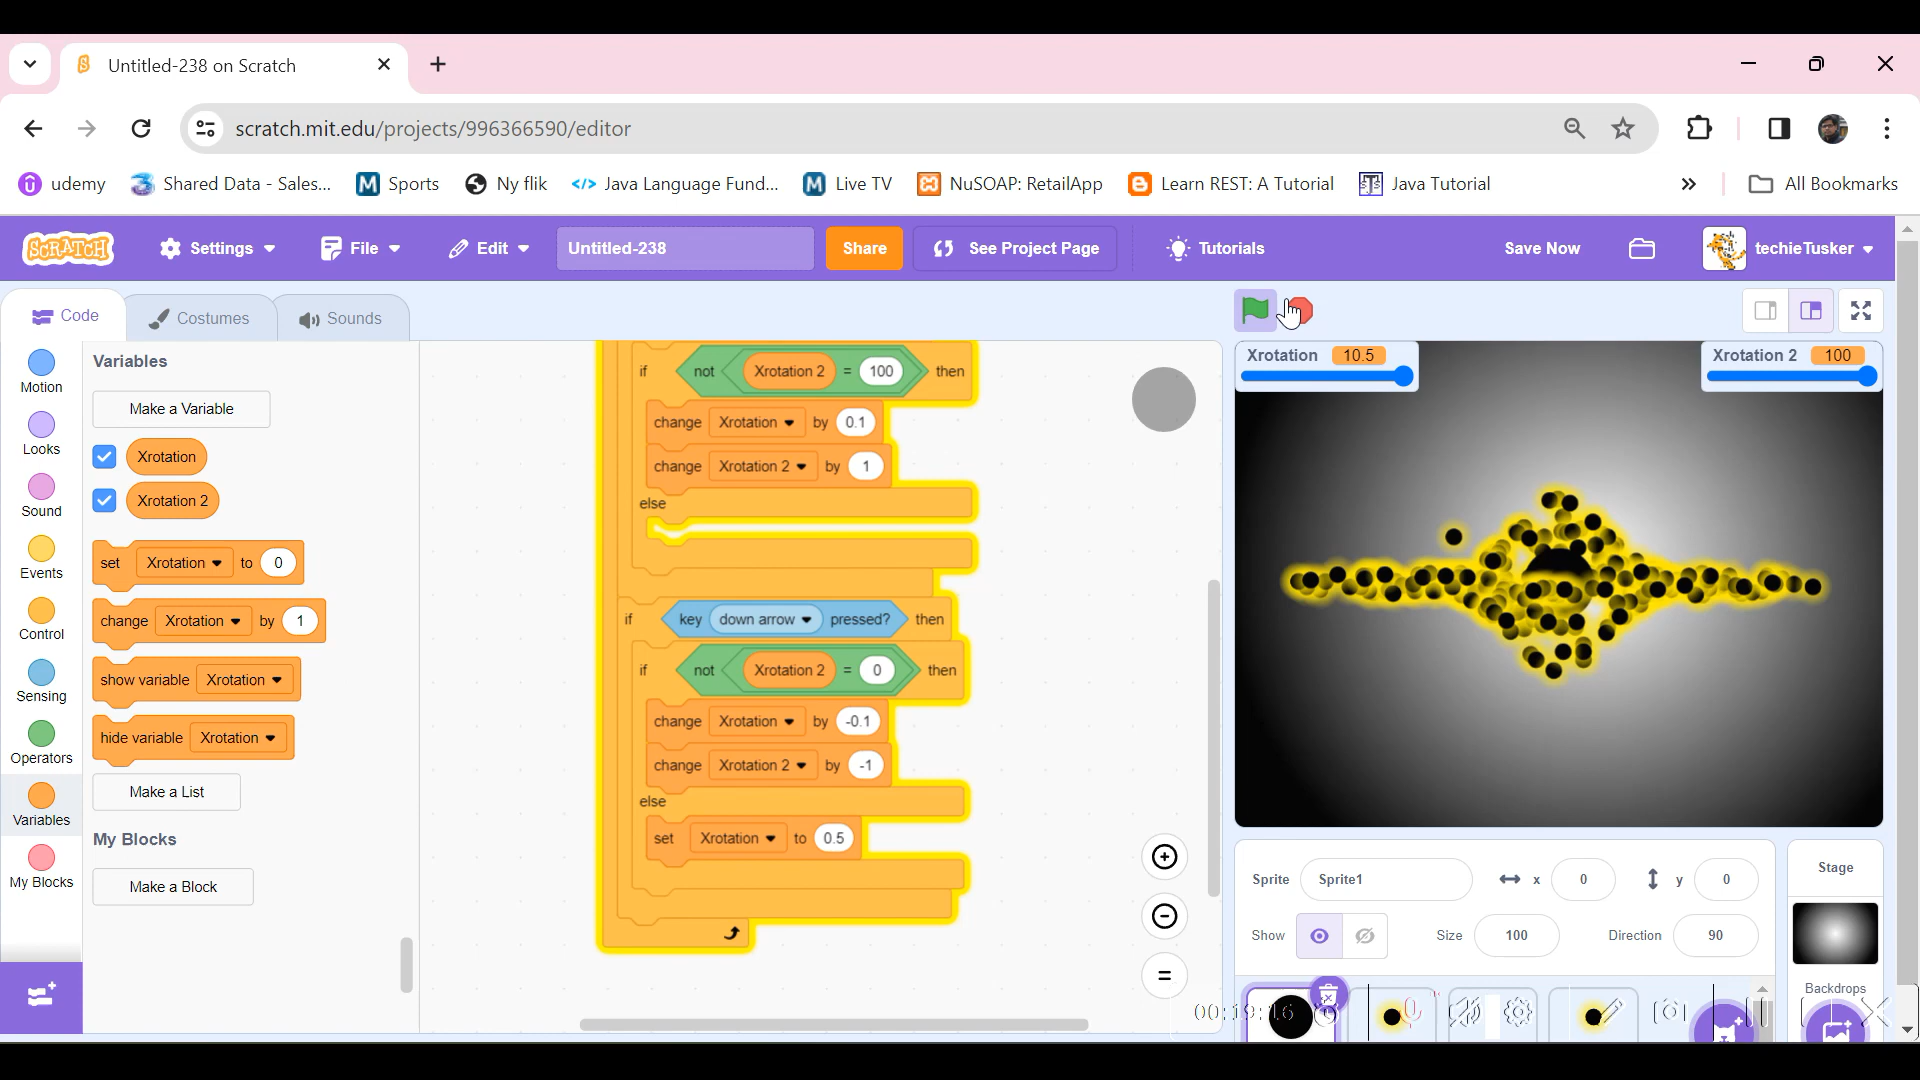 Untitled-238 on Scratch
scratch.mit.edu/projects/996366590/editor
udemy Shared Data - Sales... Sports Ny flik Java Language Fund... Live TV NuSOAP: RetailApp Learn REST: A Tutorial Java Tutorial » All Bookmarks
SCRATCH Settings File Edit Untitled-238 Share See Project Page Tutorials Save Now techieTusker
Code Costumes Sounds
Motion
Looks
Sound
Events
Control
Sensing
Operators
Variables
My Blocks
Variables
Make a Variable
Xrotation
Xrotation 2
set Xrotation to 0
change Xrotation by 1
show variable Xrotation
hide variable Xrotation
Make a List
My Blocks
Make a Block
if not Xrotation 2 = 100 then
change Xrotation by 0.1
change Xrotation 2 by 1
else
if key down arrow pressed? then
if not Xrotation 2 = 0 then
change Xrotation by -0.1
change Xrotation 2 by -1
else
set Xrotation to 0.5
Xrotation 10.5
Xrotation 2 100
Sprite Sprite1 x 0 y 0
Show Size 100 Direction 90
Stage
Backdrops
00:19:16